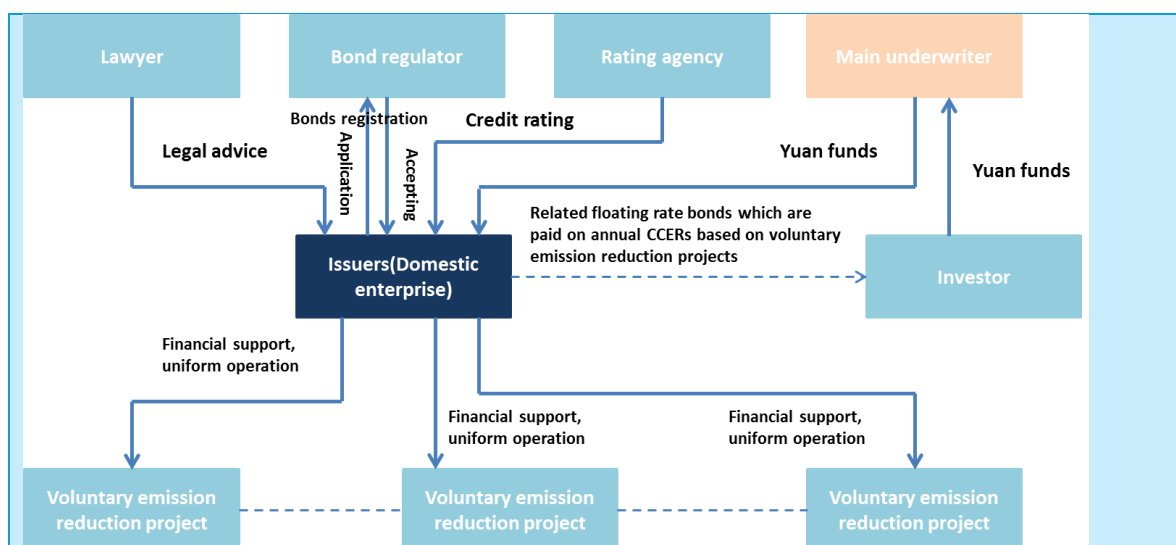 Lawyer
Bond regulator
Rating agency
Main underwriter
Bonds registration
Application
Accepting
Credit rating
Legal advice
Yuan funds
Yuan funds
Related floating rate bonds which are
paid on annual CCERs based on voluntary
emission reduction projects
Issuers(Domestic
enterprise)
Investor
Financial support,
uniform operation
Financial support,
uniform operation
Financial support,
uniform operation
Voluntary emission
reduction project
Voluntary emission
reduction project
Voluntary emission
reduction project